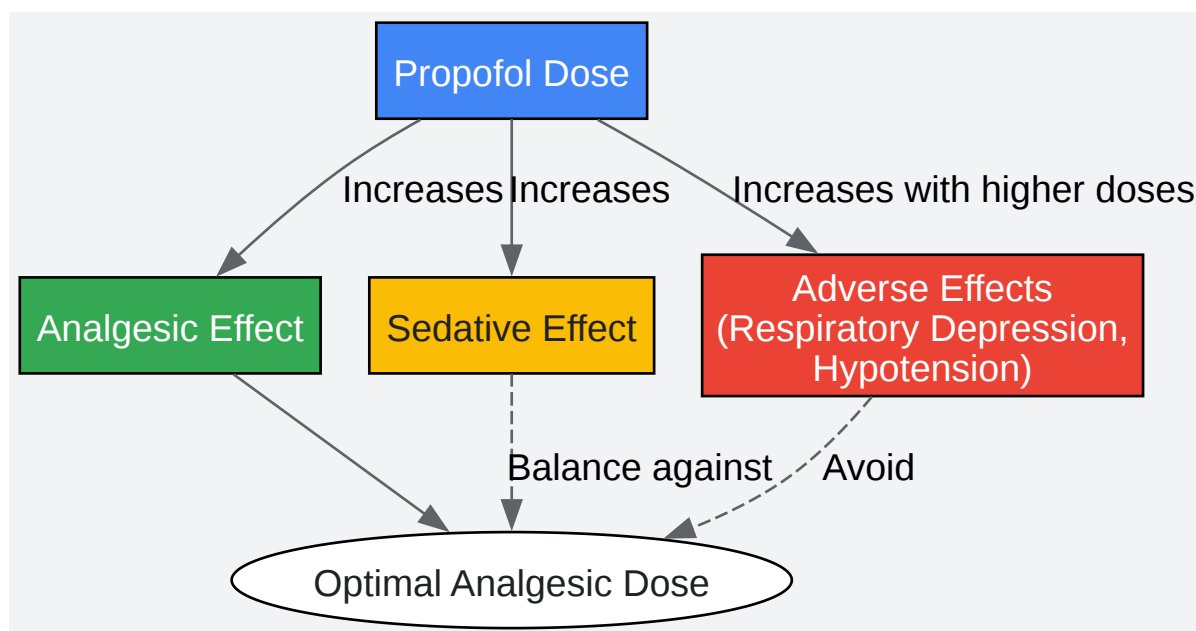 Propofol Dose
Increases
Increases
Increases with higher doses
Analgesic Effect
Sedative Effect
Adverse Effects
(Respiratory Depression,
Hypotension)
Balance against
Avoid
Optimal Analgesic Dose